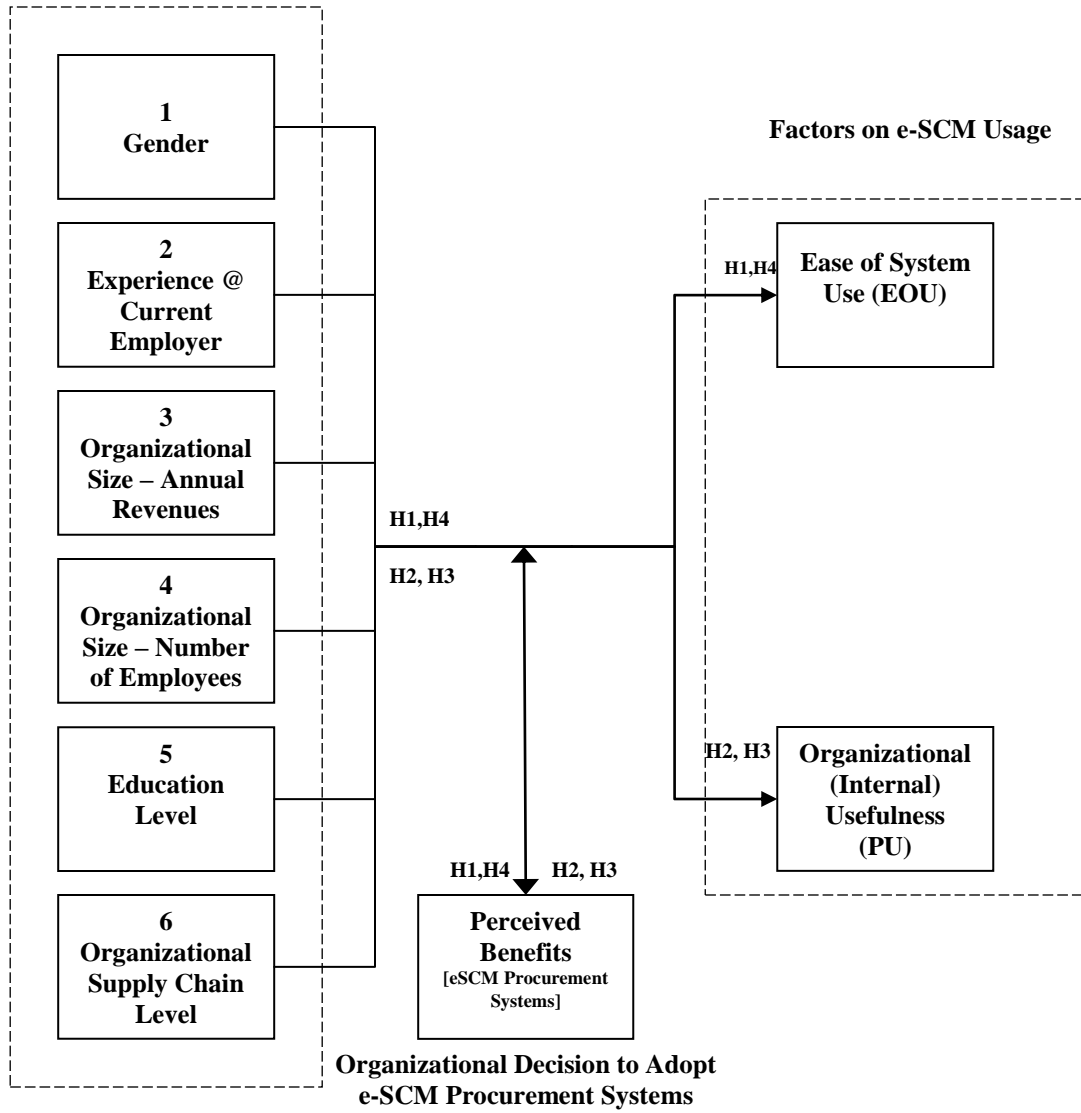 1
Gender
2
Experience @
Current
Employer
3
Organizational
Size – Annual
Revenues
4
Organizational
Size – Number
of Employees
5
Education
Level
6
Organizational
Supply Chain
Level
H1,H4
H2, H3
H1,H4
H2, H3
Perceived
Benefits
[eSCM Procurement
Systems]
Organizational Decision to Adopt
e-SCM Procurement Systems
Factors on e-SCM Usage
H1,H4
Ease of System
Use (EOU)
H2, H3
Organizational
(Internal)
Usefulness
(PU)